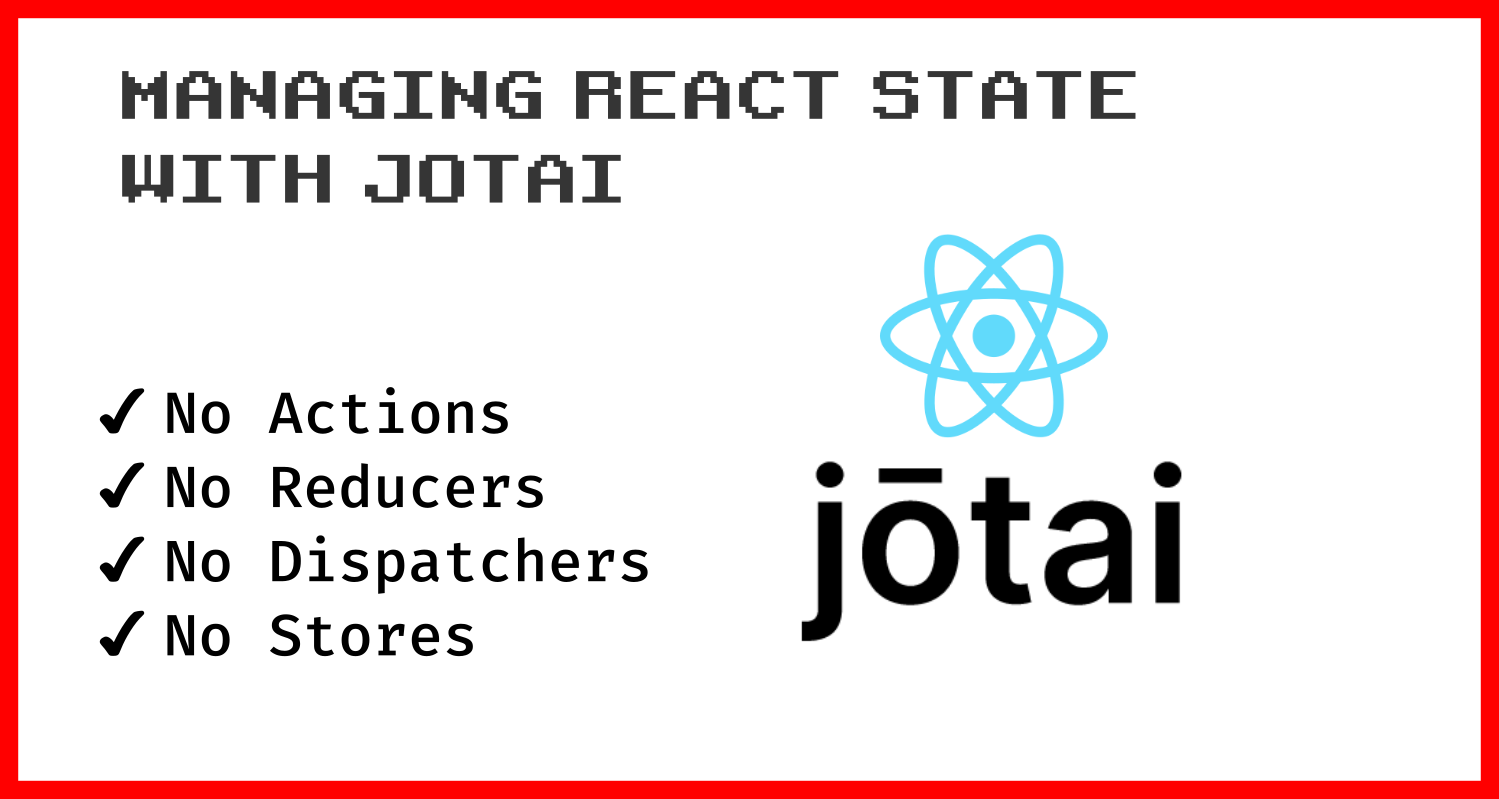 MANAGING REACT STATE
WITH JOTAI
✔ No Actions
✔ No Reducers
✔ No Dispatchers
✔ No Stores
jōtai